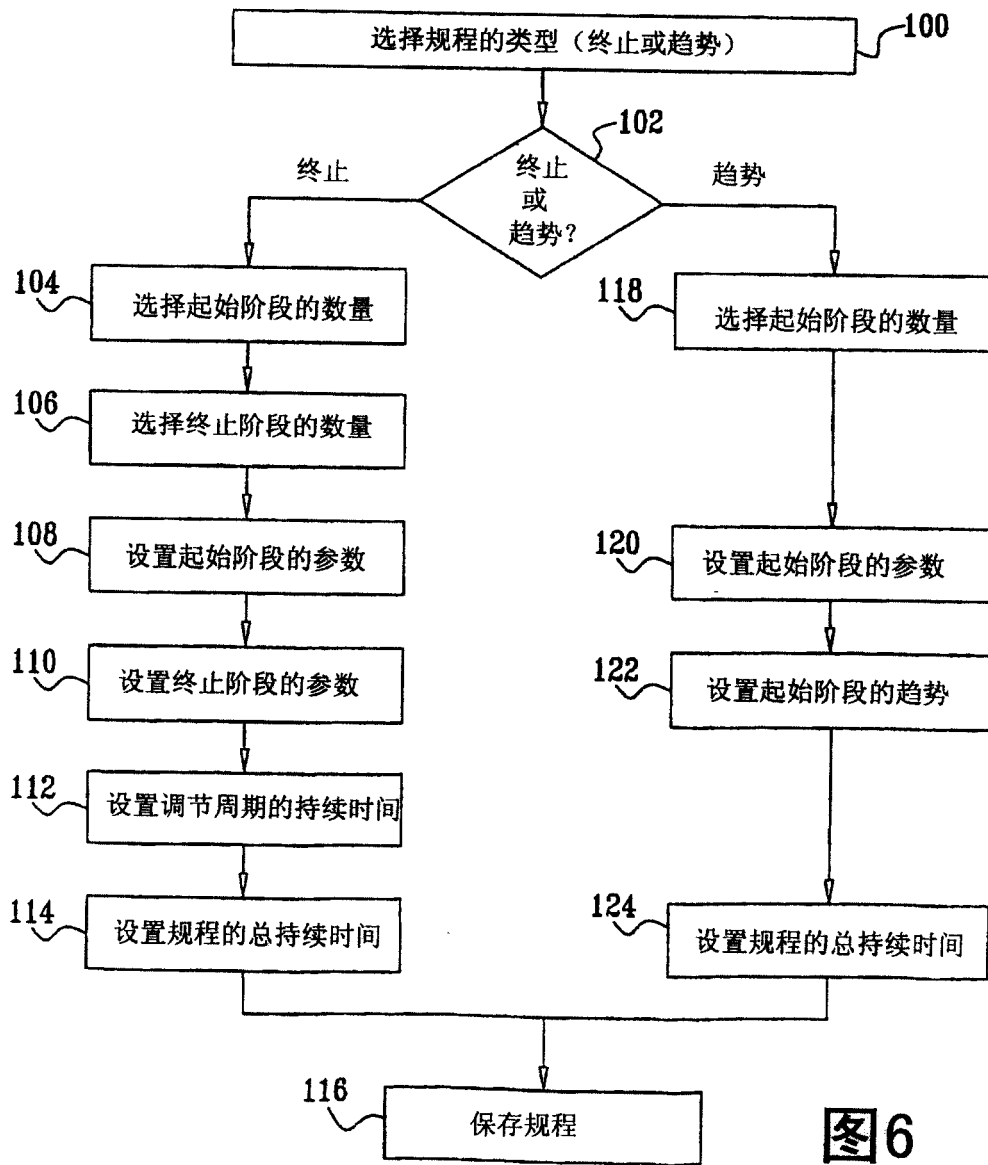 选择规程的类型（终止或趋势）
100
102
终止
或
趋势？
终止
趋势
104
选择起始阶段的数量
118
选择起始阶段的数量
106
选择终止阶段的数量
108
设置起始阶段的参数
120
设置起始阶段的参数
110
设置终止阶段的参数
122
设置起始阶段的趋势
112
设置调节周期的持续时间
114
设置规程的总持续时间
124
设置规程的总持续时间
116
保存规程
图6